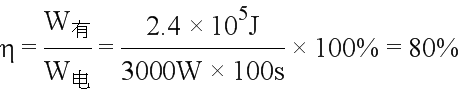 η = W有/W电 = 2.4 × 10⁵J/3000W × 100s × 100% = 80%